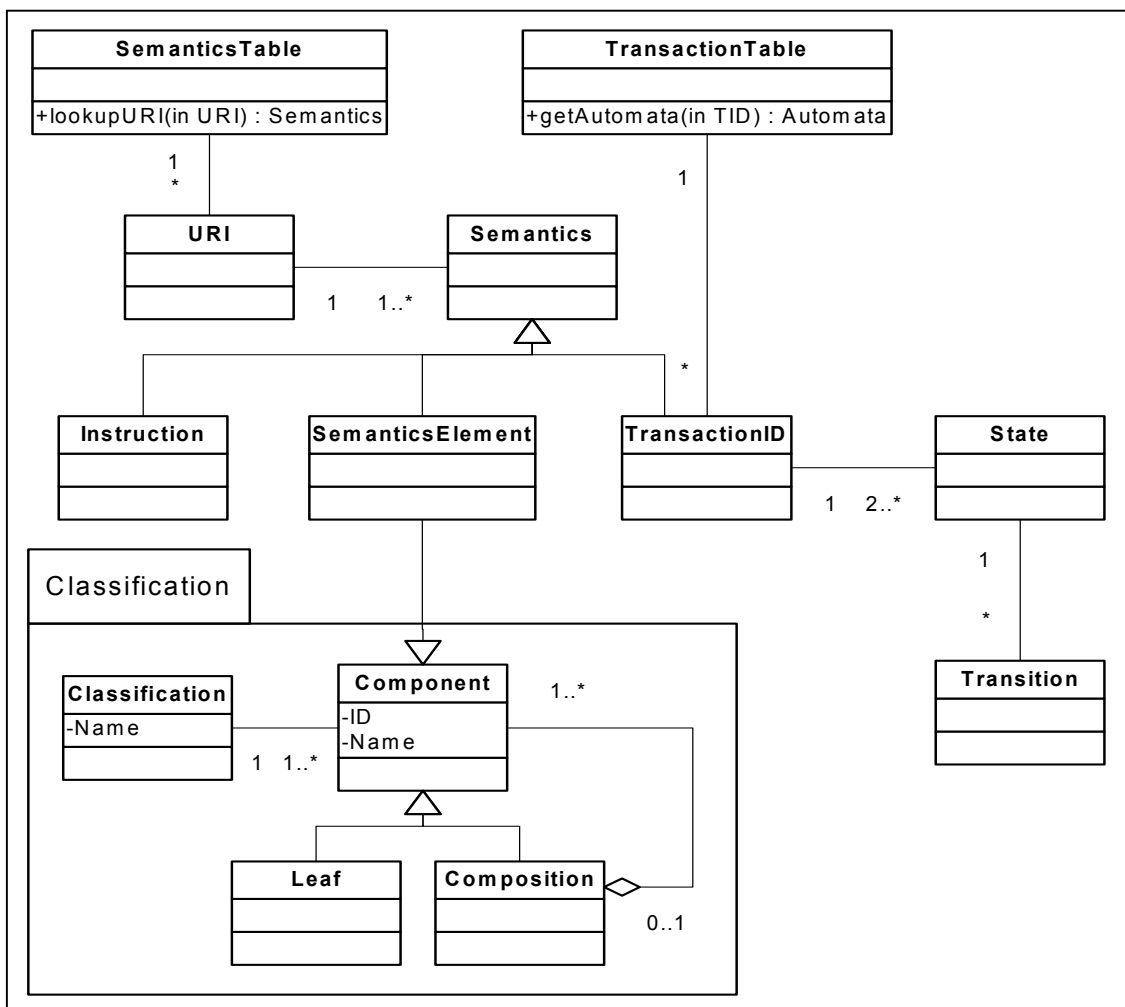 SemanticsTable
TransactionTable
+lookupURI(in URI) : Semantics
+getAutomata(in TID) : Automata
1
*
1
URI
Semantics
1
1..*
*
Instruction
SemanticsElement
TransactionID
State
1
2..*
1
*
Classification
Classification
-Name
Component
-ID
-Name
1..*
Transition
1
1..*
Leaf
Composition
0..1